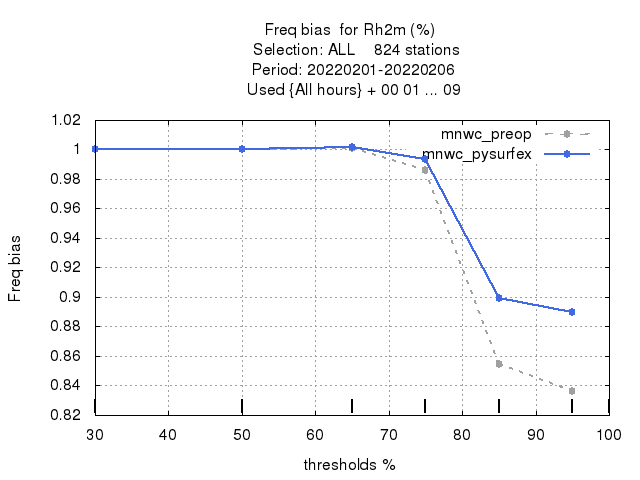 Freq bias  for Rh2m (%)
Selection: ALL    824 stations
Period: 20220201-20220206
Used {All hours} + 00 01 ... 09
mnwc_preop
mnwc_pysurfex
1.02
1
0.98
0.96
0.94
0.92
0.9
0.88
0.86
0.84
0.82
Freq bias
30 40 50 60 70 80 90 100
thresholds %